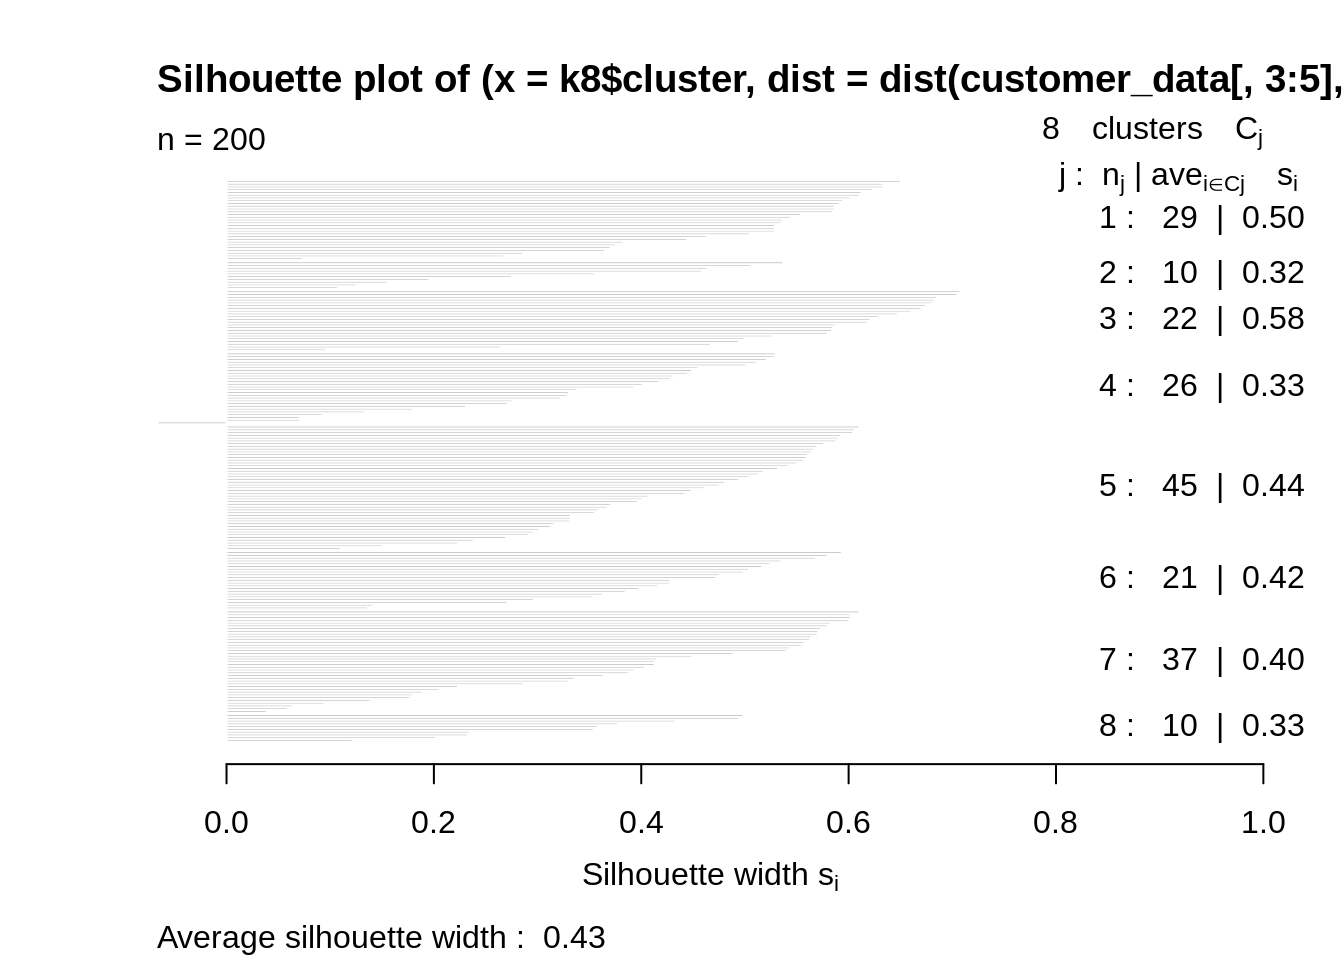 Silhouette plot of (x = k8$cluster, dist = dist(customer_data[, 3:5],
n = 200
8 clusters Cj
j : nj | ave i∈Cj si
1 : 29 | 0.50
2 : 10 | 0.32
3 : 22 | 0.58
4 : 26 | 0.33
5 : 45 | 0.44
6 : 21 | 0.42
7 : 37 | 0.40
8 : 10 | 0.33
0.0 0.2 0.4 0.6 0.8 1.0
Silhouette width si
Average silhouette width : 0.43